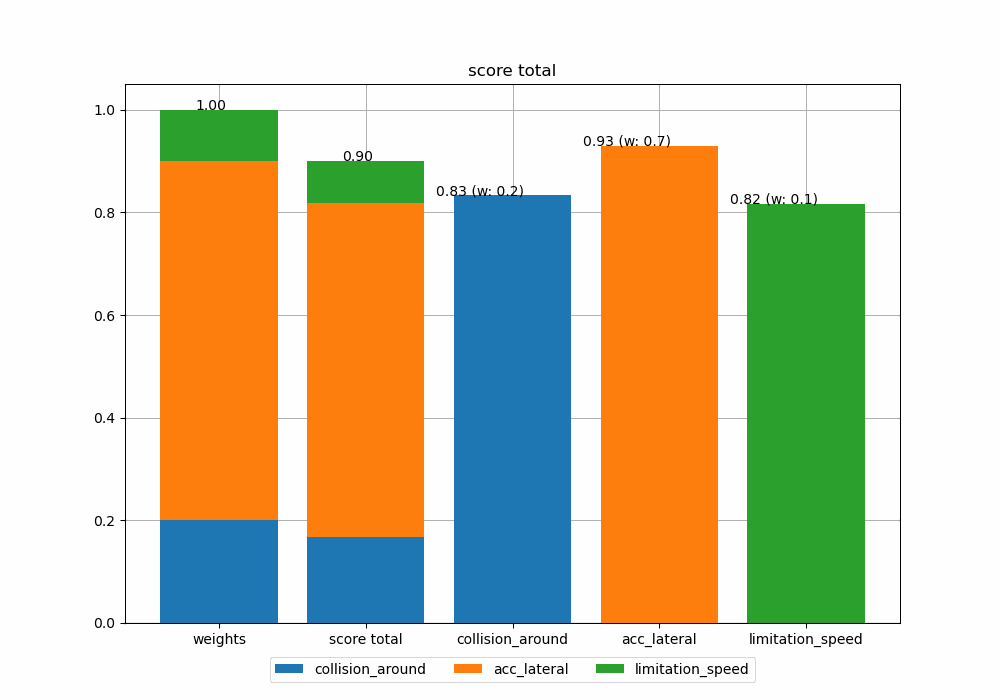 score total
1.0
0.8
0.6
0.4
0.2
0.0
1.00
0.90
0.83 (w: 0.2)
0.93 (w: 0.7)
0.82 (w: 0.1)
weights score total collision_around acc_lateral limitation_speed
collision_around acc_lateral limitation_speed